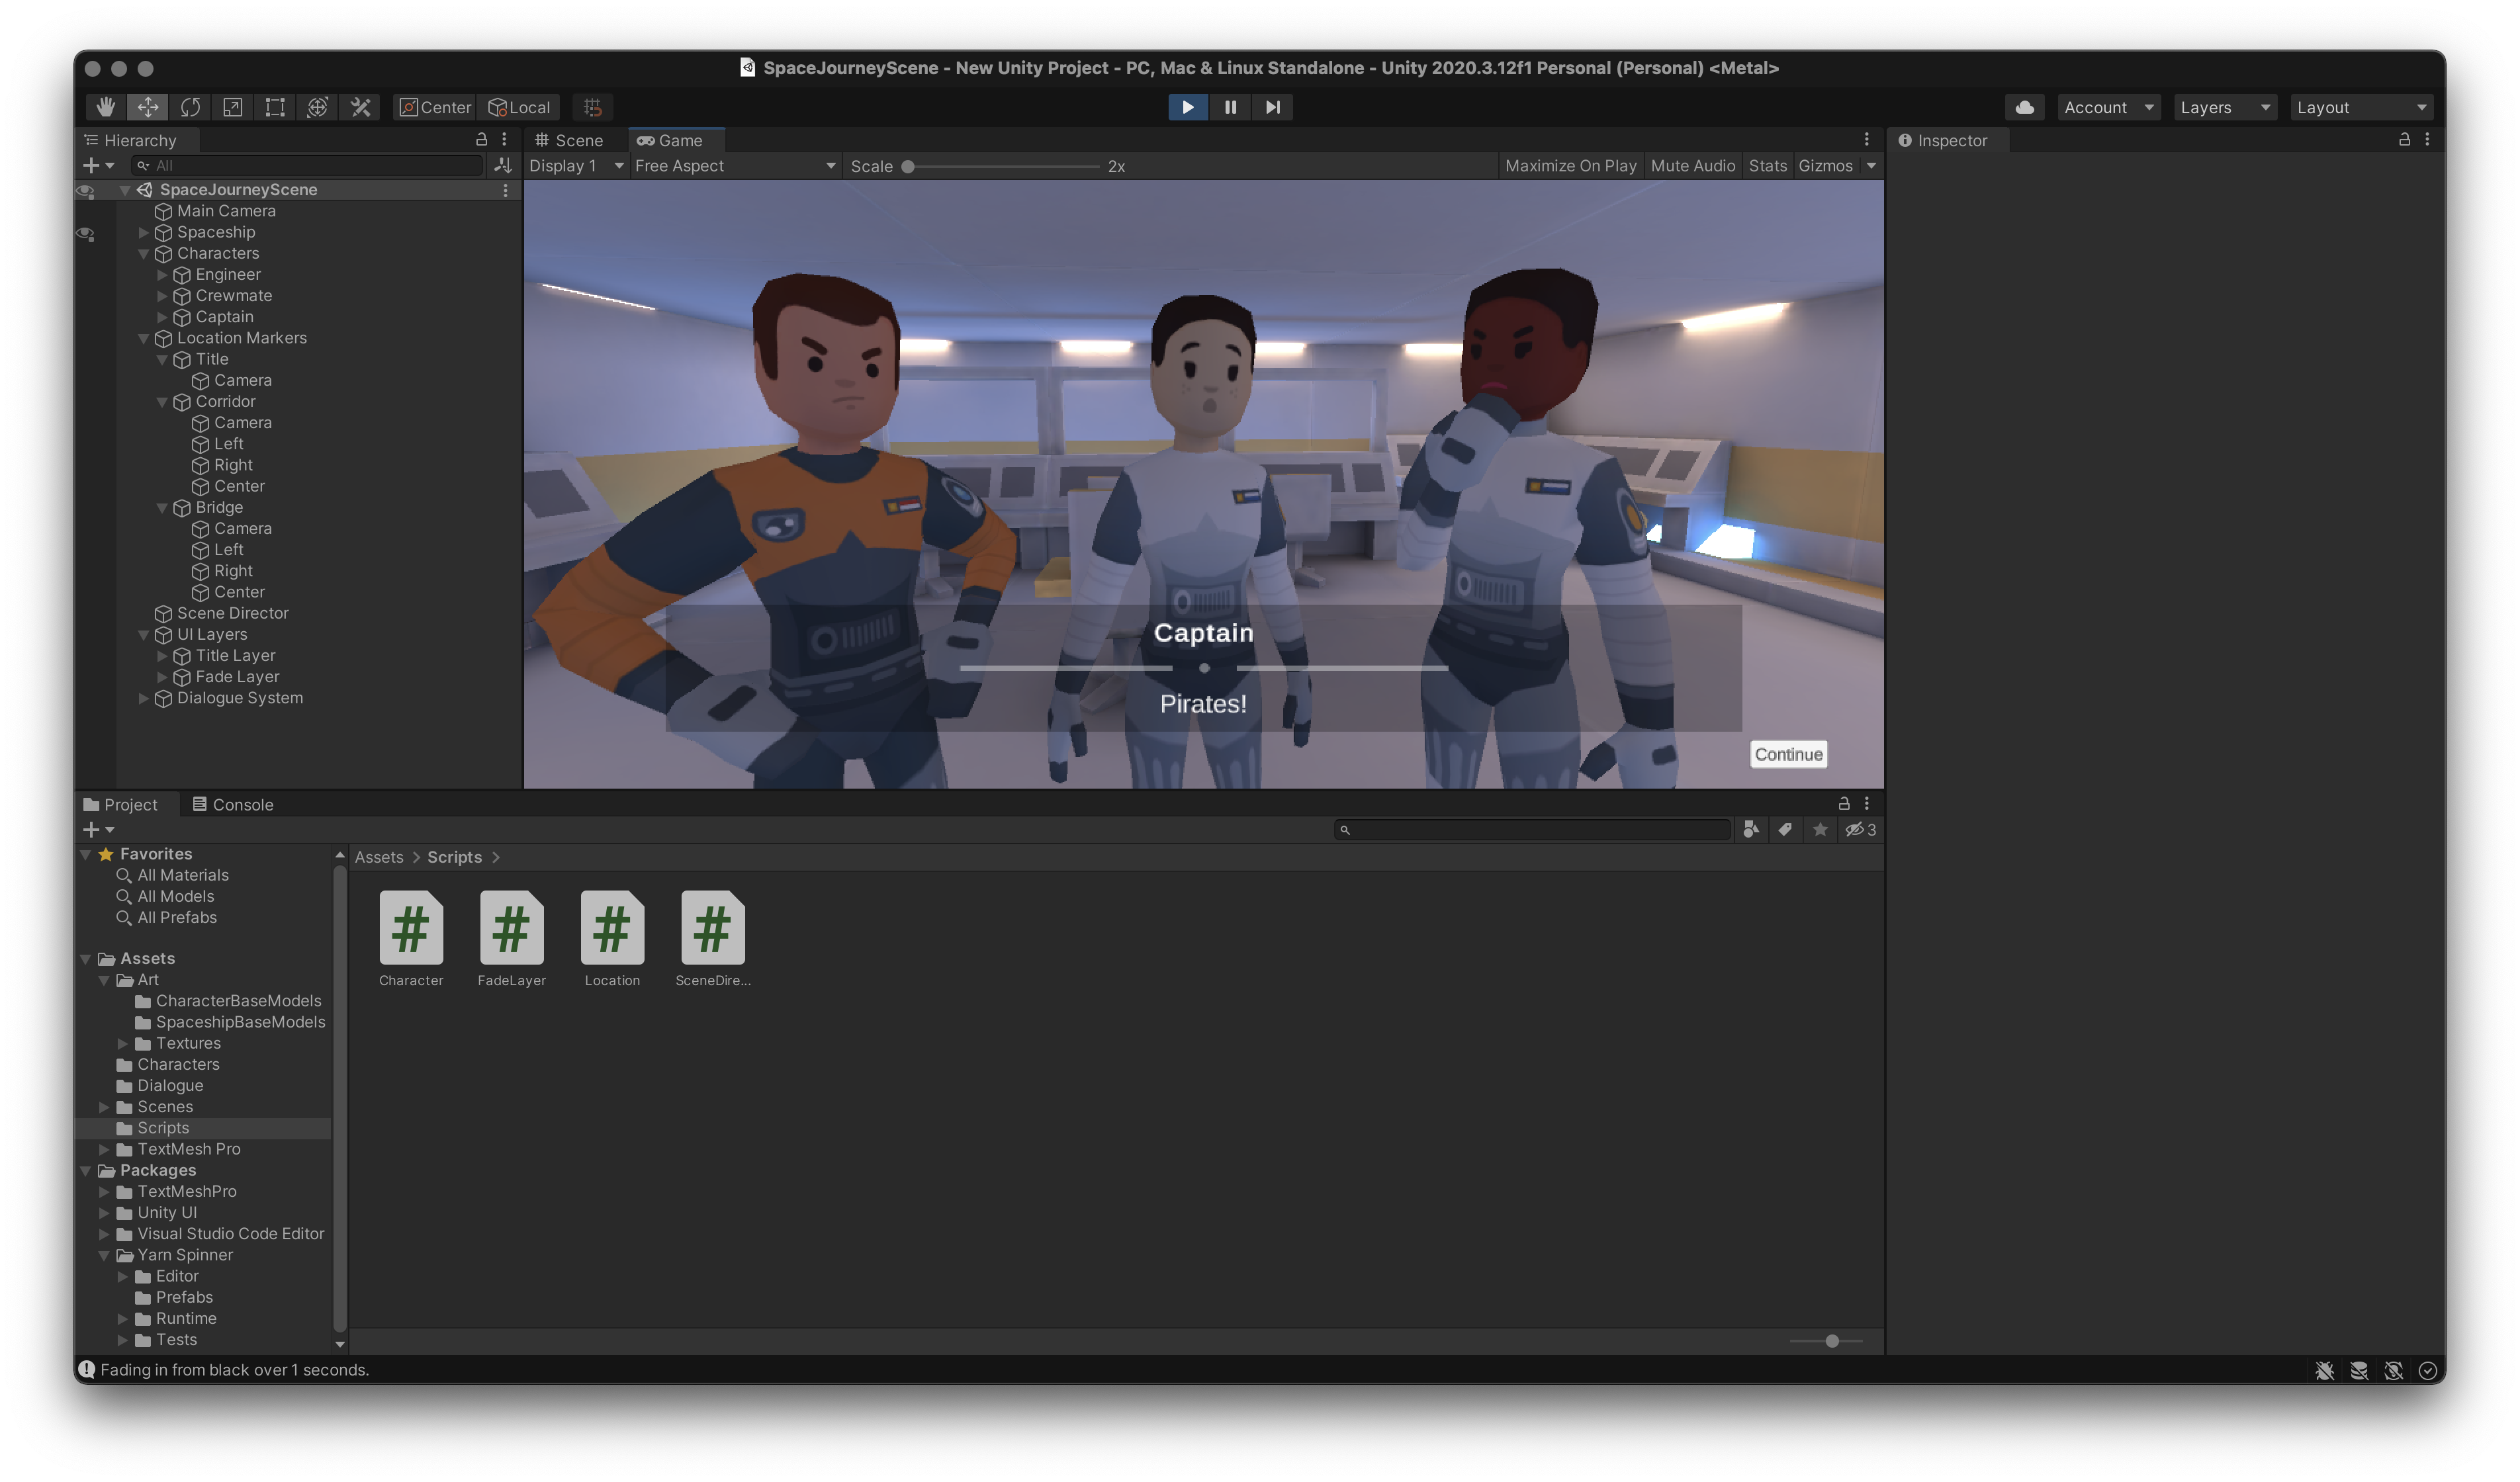 SpaceJourneyScene - New Unity Project - PC, Mac & Linux Standalone - Unity 2020.3.12f1 Personal (Personal) <Metal>
Center Local Account Layers Layout
Hierarchy
All
SpaceJourneyScene
Main Camera
Spaceship
Characters
Engineer
Crewmate
Captain
Location Markers
Title
Camera
Corridor
Camera
Left
Right
Center
Bridge
Camera
Left
Right
Center
Scene Director
UI Layers
Title Layer
Fade Layer
Dialogue System
Scene Game
Display 1 Free Aspect Scale 2x Maximize On Play Mute Audio Stats Gizmos
Captain
Pirates!
Continue
Inspector
Project Console
3
Favorites
All Materials
All Models
All Prefabs
Assets
Art
CharacterBaseModels
SpaceshipBaseModels
Textures
Characters
Dialogue
Scenes
Scripts
TextMesh Pro
Packages
TextMeshPro
Unity UI
Visual Studio Code Editor
Yarn Spinner
Editor
Prefabs
Runtime
Tests
Assets > Scripts >
Character FadeLayer Location SceneDire...
Fading in from black over 1 seconds.